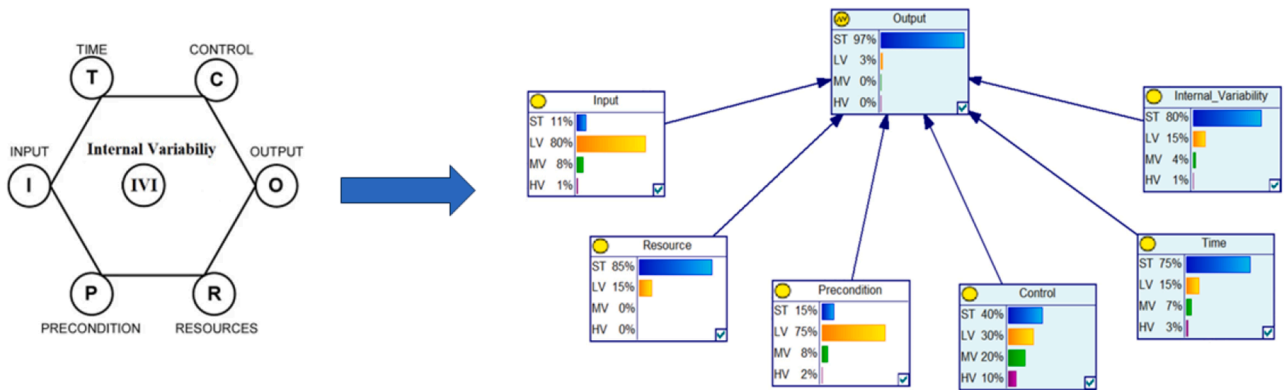 TIME
CONTROL
T
C
INPUT
Internal Variabiliy
OUTPUT
I
IVI
O
P
R
PRECONDITION
RESOURCES
Output
ST 97%
LV 3%
MV 0%
HV 0%
Input
ST 11%
LV 80%
MV 8%
HV 1%
Internal_Variability
ST 80%
LV 15%
MV 4%
HV 1%
Resource
ST 85%
LV 15%
MV 0%
HV 0%
Precondition
ST 15%
LV 75%
MV 8%
HV 2%
Control
ST 40%
LV 30%
MV 20%
HV 10%
Time
ST 75%
LV 15%
MV 7%
HV 3%